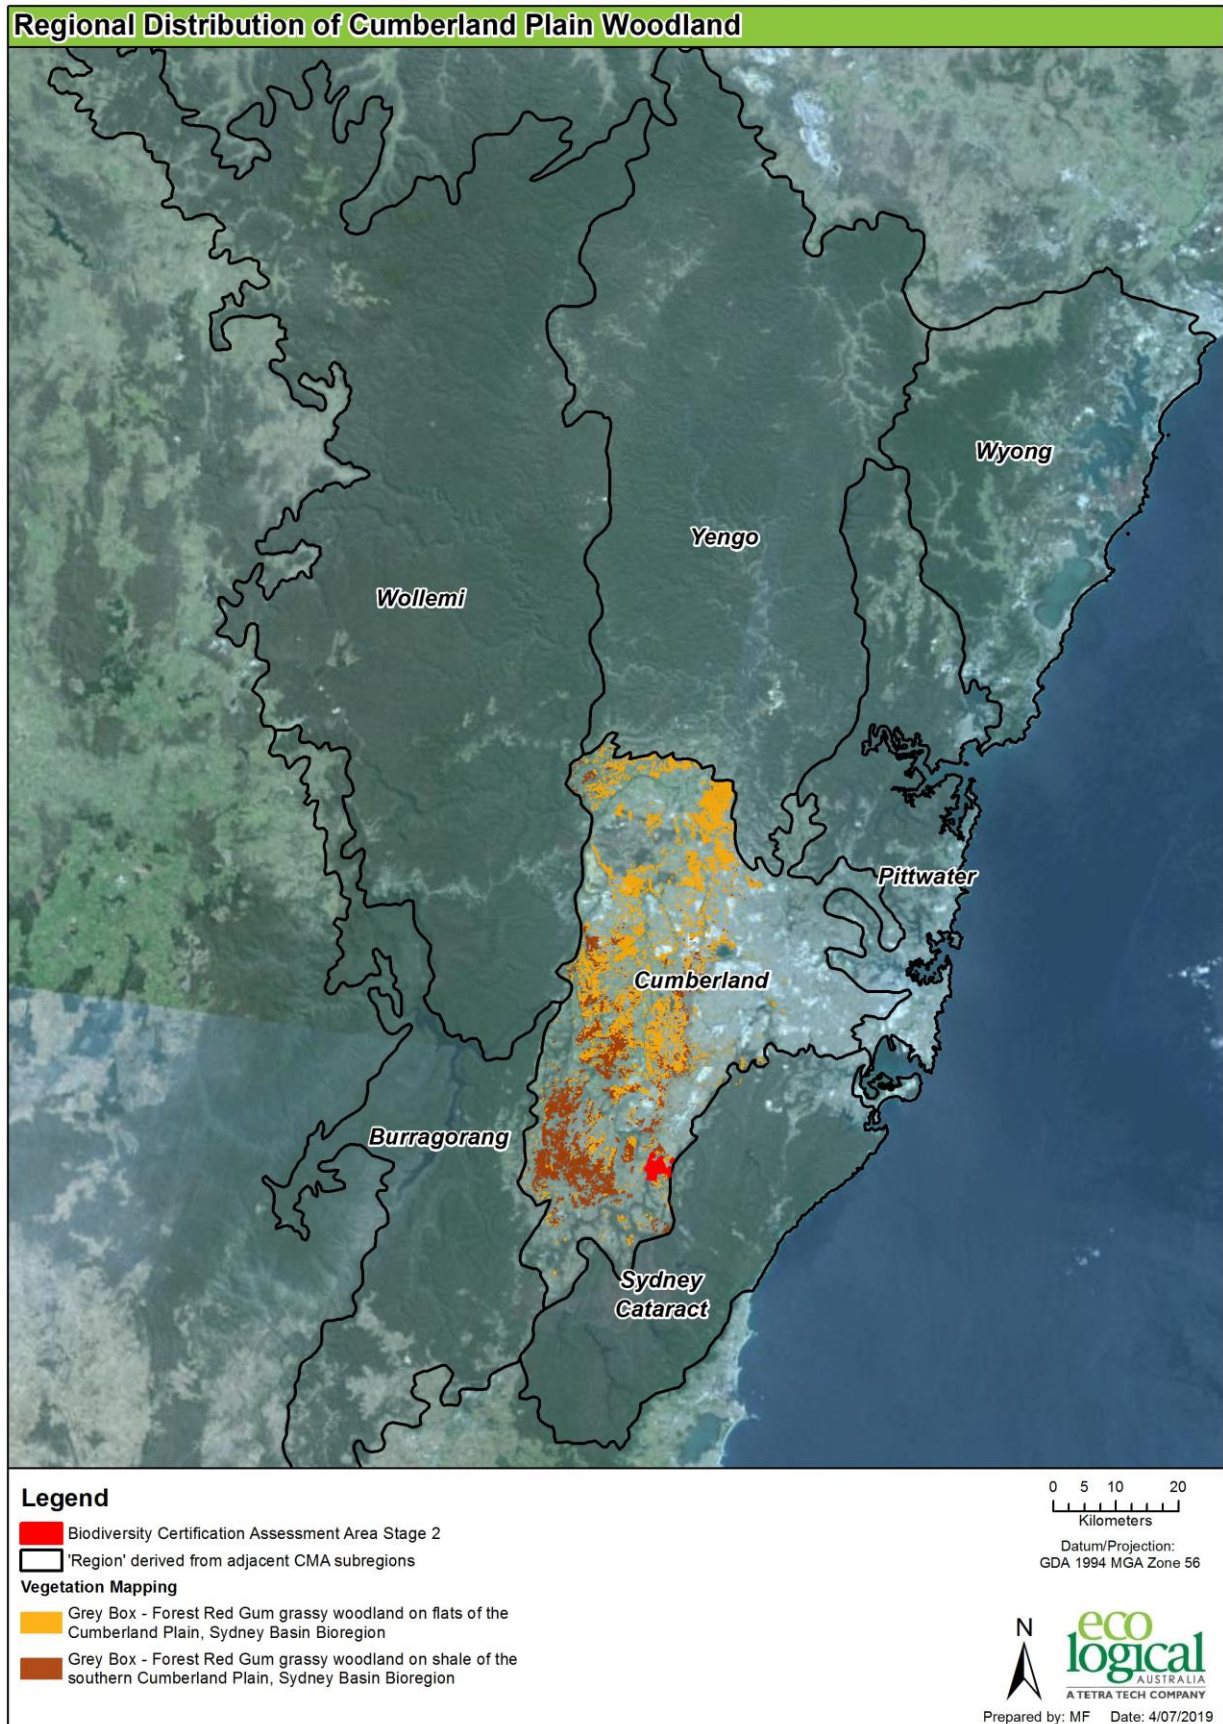 Regional Distribution of Cumberland Plain Woodland
Wyong
Yengo
Wollemi
Pittwater
Cumberland
Burragorang
Sydney
Cataract
Legend
Biodiversity Certification Assessment Area Stage 2
'Region' derived from adjacent CMA subregions
Vegetation Mapping
Grey Box - Forest Red Gum grassy woodland on flats of the
Cumberland Plain, Sydney Basin Bioregion
Grey Box - Forest Red Gum grassy woodland on shale of the
southern Cumberland Plain, Sydney Basin Bioregion
0 5 10 20
Kilometers
Datum/Projection:
GDA 1994 MGA Zone 56
N
eco
logical
AUSTRALIA
A TETRA TECH COMPANY
Prepared by: MF Date: 4/07/2019